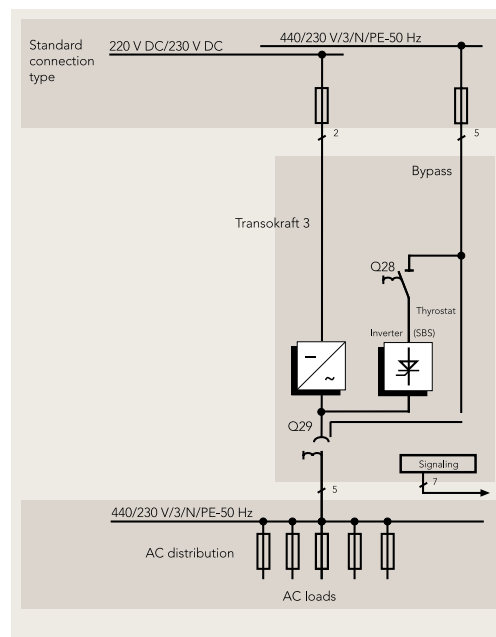 Standard
connection
type
220 V DC/230 V DC
440/230 V/3/N/PE-50 Hz
2
5
Bypass
Transokraft 3
Q28
Thyrostat
Inverter (SBS)
Q29
Signaling
7
5
440/230 V/3/N/PE-50 Hz
AC distribution
AC loads